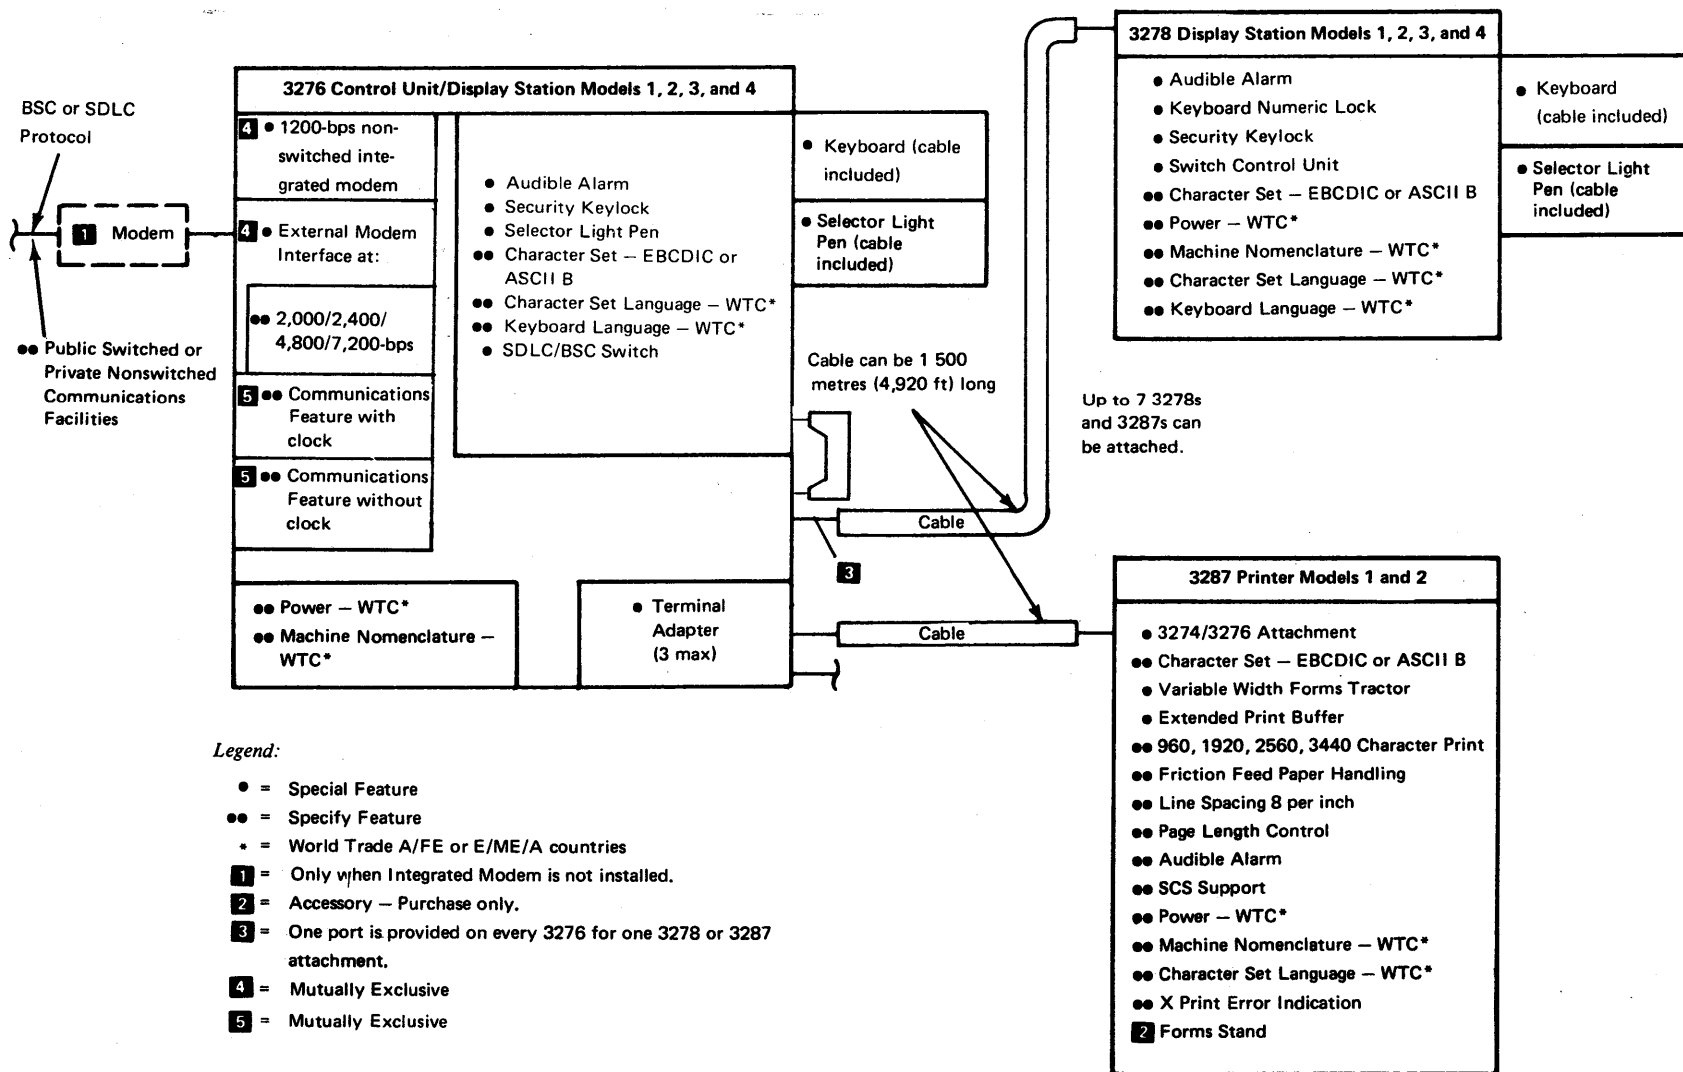 BSC or SDLC
Protocol
1 Modem
●● Public Switched or
Private Nonswitched
Communications
Facilities
3276 Control Unit/Display Station Models 1, 2, 3, and 4
4 ● 1200-bps non-
switched inte-
grated modem
4 ● External Modem
Interface at:
●● 2,000/2,400/
4,800/7,200-bps
5 ●● Communications
Feature with
clock
5 ●● Communications
Feature without
clock
● Audible Alarm
● Security Keylock
● Selector Light Pen
●● Character Set — EBCDIC or
ASCII B
●● Character Set Language — WTC*
●● Keyboard Language — WTC*
● SDLC/BSC Switch
● Keyboard (cable
included)
● Selector Light
Pen (cable
included)
●● Power — WTC*
●● Machine Nomenclature —
WTC*
● Terminal
Adapter
(3 max)
Cable can be 1 500
metres (4,920 ft) long
Cable
3
Cable
3278 Display Station Models 1, 2, 3, and 4
● Audible Alarm
● Keyboard Numeric Lock
● Security Keylock
● Switch Control Unit
●● Character Set — EBCDIC or ASCII B
●● Power — WTC*
●● Machine Nomenclature — WTC*
●● Character Set Language — WTC*
●● Keyboard Language — WTC*
● Keyboard
(cable included)
● Selector Light
Pen (cable
included)
Up to 7 3278s
and 3287s can
be attached.
3287 Printer Models 1 and 2
● 3274/3276 Attachment
●● Character Set — EBCDIC or ASCII B
● Variable Width Forms Tractor
● Extended Print Buffer
●● 960, 1920, 2560, 3440 Character Print
●● Friction Feed Paper Handling
●● Line Spacing 8 per inch
●● Page Length Control
●● Audible Alarm
●● SCS Support
●● Power — WTC*
●● Machine Nomenclature — WTC*
●● Character Set Language — WTC*
●● X Print Error Indication
2 Forms Stand
Legend:
● = Special Feature
●● = Specify Feature
* = World Trade A/FE or E/ME/A countries
1 = Only when Integrated Modem is not installed.
2 = Accessory — Purchase only.
3 = One port is provided on every 3276 for one 3278 or 3287
attachment.
4 = Mutually Exclusive
5 = Mutually Exclusive